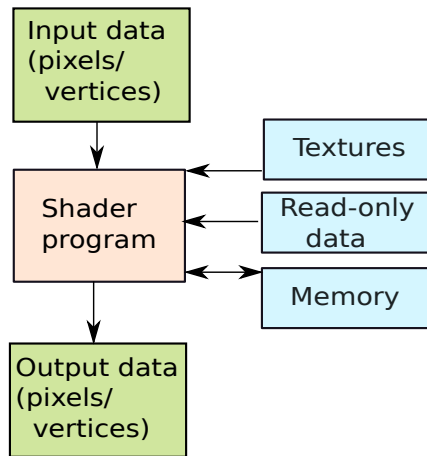 Input data
(pixels/
vertices)
Textures
Shader
program
Read-only
data
Memory
Output data
(pixels/
vertices)